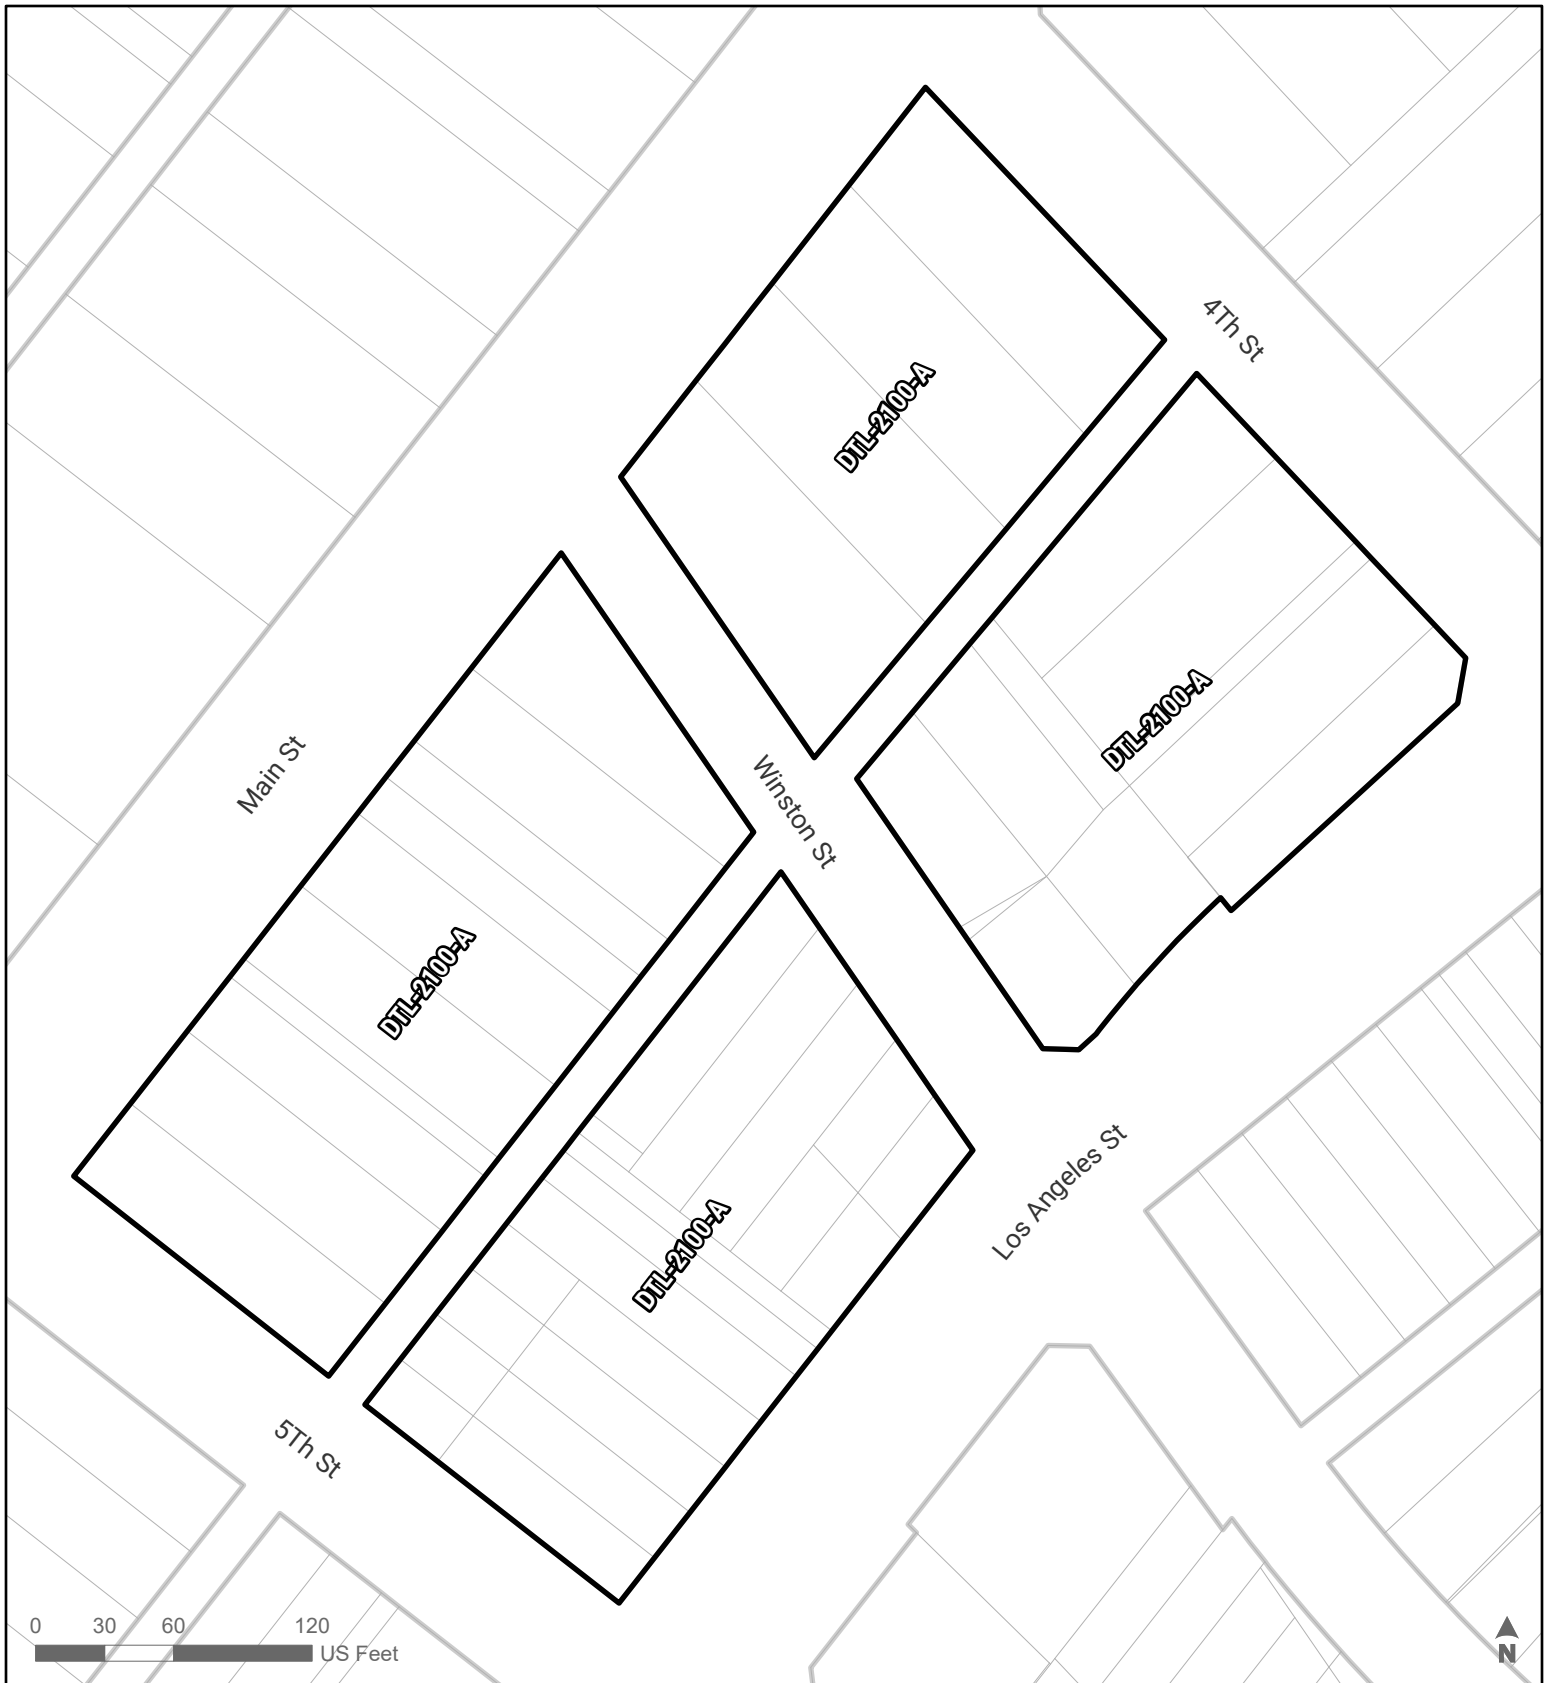 4Th St
DTL-2100-A
DTL-2100-A
Main St
Winston St
DTL-2100-A
Los Angeles St
DTL-2100-A
5Th St
0 30 60 120
US Feet
N